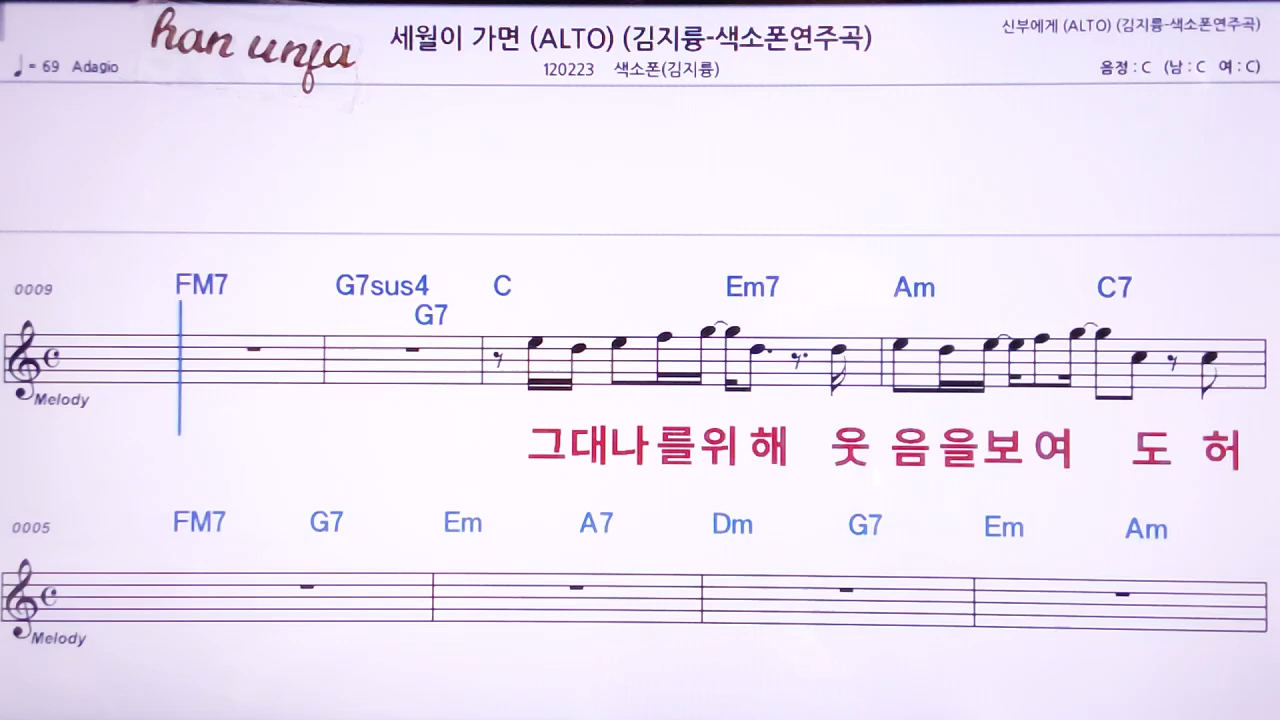 han unja
세월이 가면 (ALTO) (김지륭-색소폰연주곡)
신부에게 (ALTO) (김지륭-색소폰연주곡)
♩= 69 Adagio
120223 색소폰(김지륭)
음정 : C (남 : C 여 : C)
0009 FM7 G7sus4 C Em7 Am C7
G7
Melody
그대나를위해 웃음을보여 도 허
0005 FM7 G7 Em A7 Dm G7 Em Am
Melody